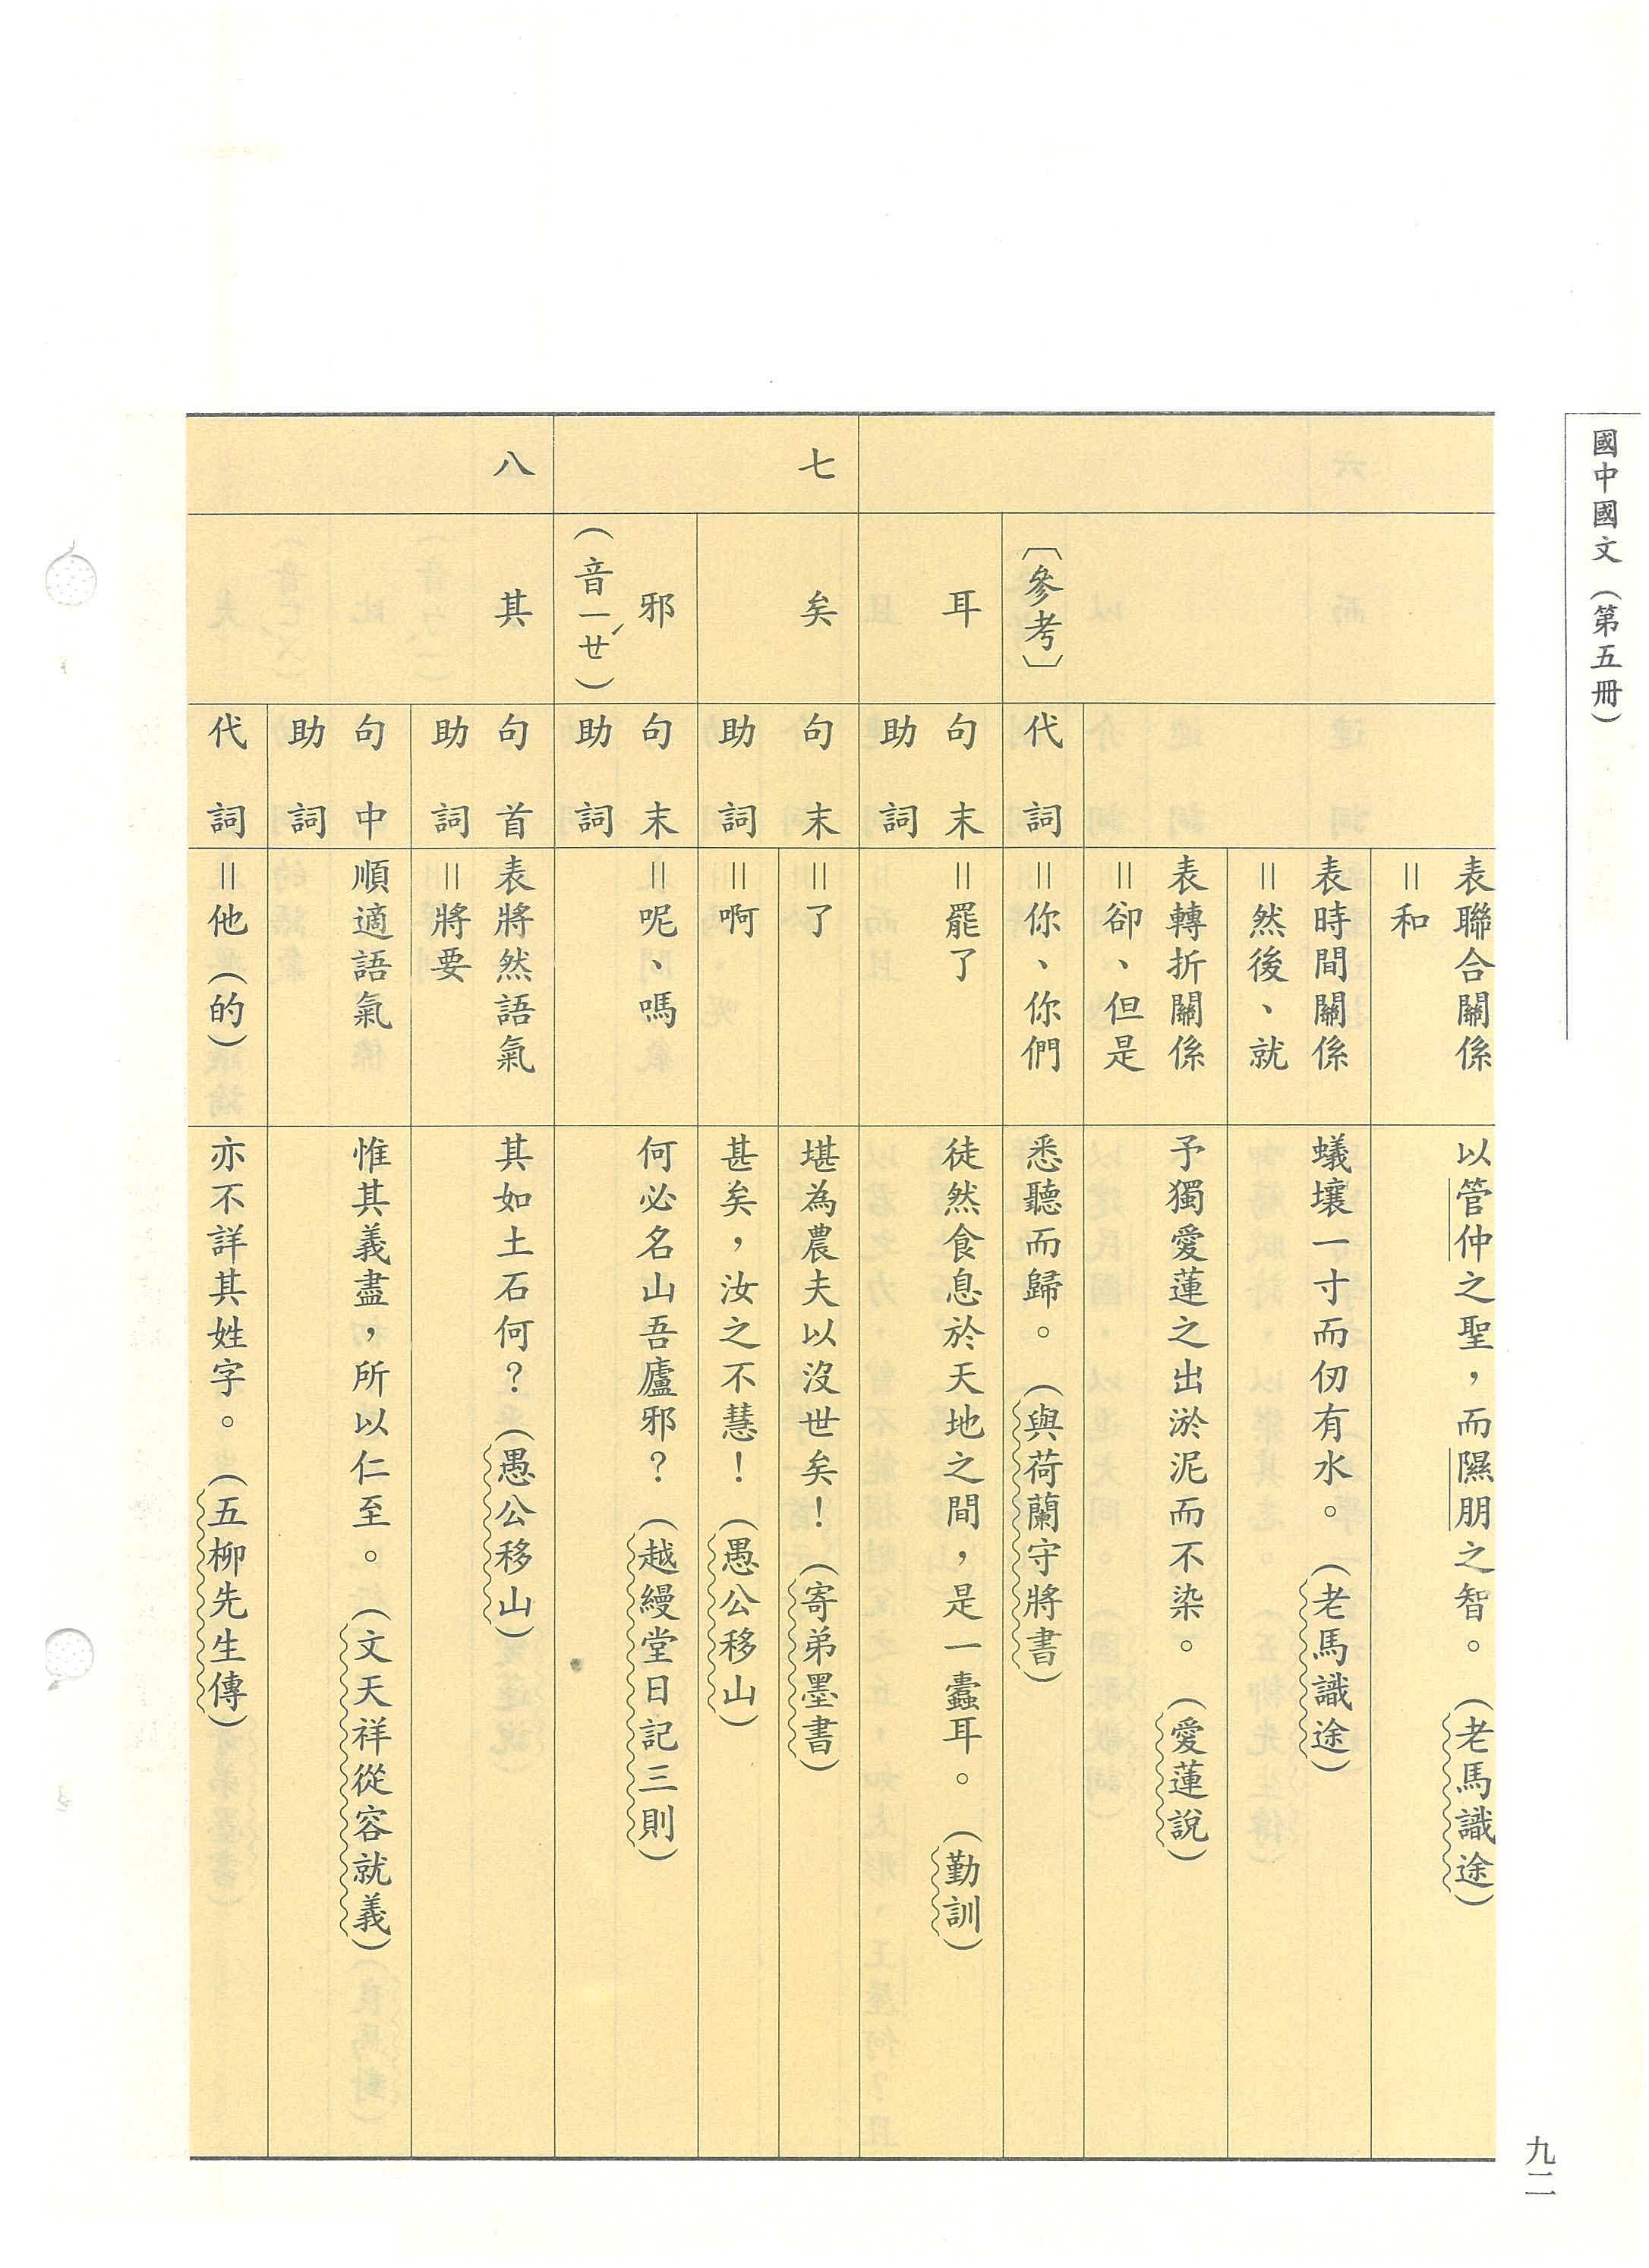 國中國文（第五冊）
表聯合關係
＝和
以管仲之聖，而隰朋之智。（老馬識途）
表時間關係
＝然後、就
蟻壤一寸而仞有水。（老馬識途）
表轉折關係
＝卻、但是
予獨愛蓮之出淤泥而不染。（愛蓮說）
〔參考〕
代詞
＝你、你們
悉聽而歸。（與荷蘭守將書）
耳
句末
助詞
＝罷了
徒然食息於天地之間，是一蠹耳。（勤訓）
七
矣
句末
助詞
＝了
堪為農夫以沒世矣！（寄弟墨書）
＝啊
甚矣，汝之不慧！（愚公移山）
邪
（音ㄧㄝˊ）
句末
助詞
＝呢、嗎
何必名山吾廬邪？（越縵堂日記三則）
八
其
句首
助詞
表將然語氣
＝將要
其如土石何？（愚公移山）
句中
助詞
順適語氣
惟其義盡，所以仁至。（文天祥從容就義）
代詞
＝他（的）
亦不詳其姓字。（五柳先生傳）
九二